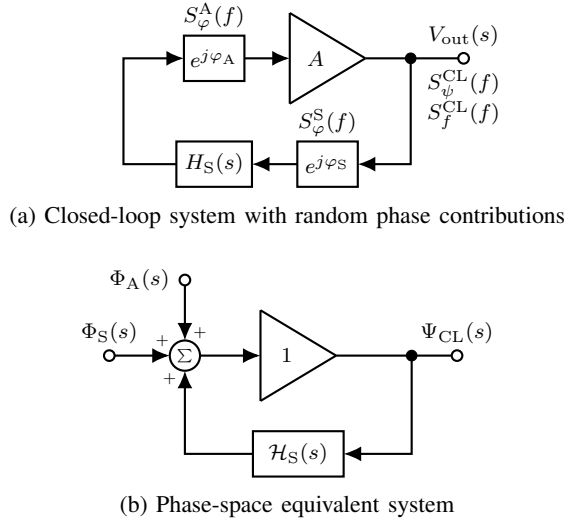 S_φ^A(f)
e^{jφ_A}
A
V_out(s)
S_ψ^CL(f)
S_f^CL(f)
S_φ^S(f)
H_S(s)
e^{jφ_S}
(a) Closed-loop system with random phase contributions
Φ_A(s)
Φ_S(s)
+
+
Σ
+
1
Ψ_CL(s)
ℋ_S(s)
(b) Phase-space equivalent system